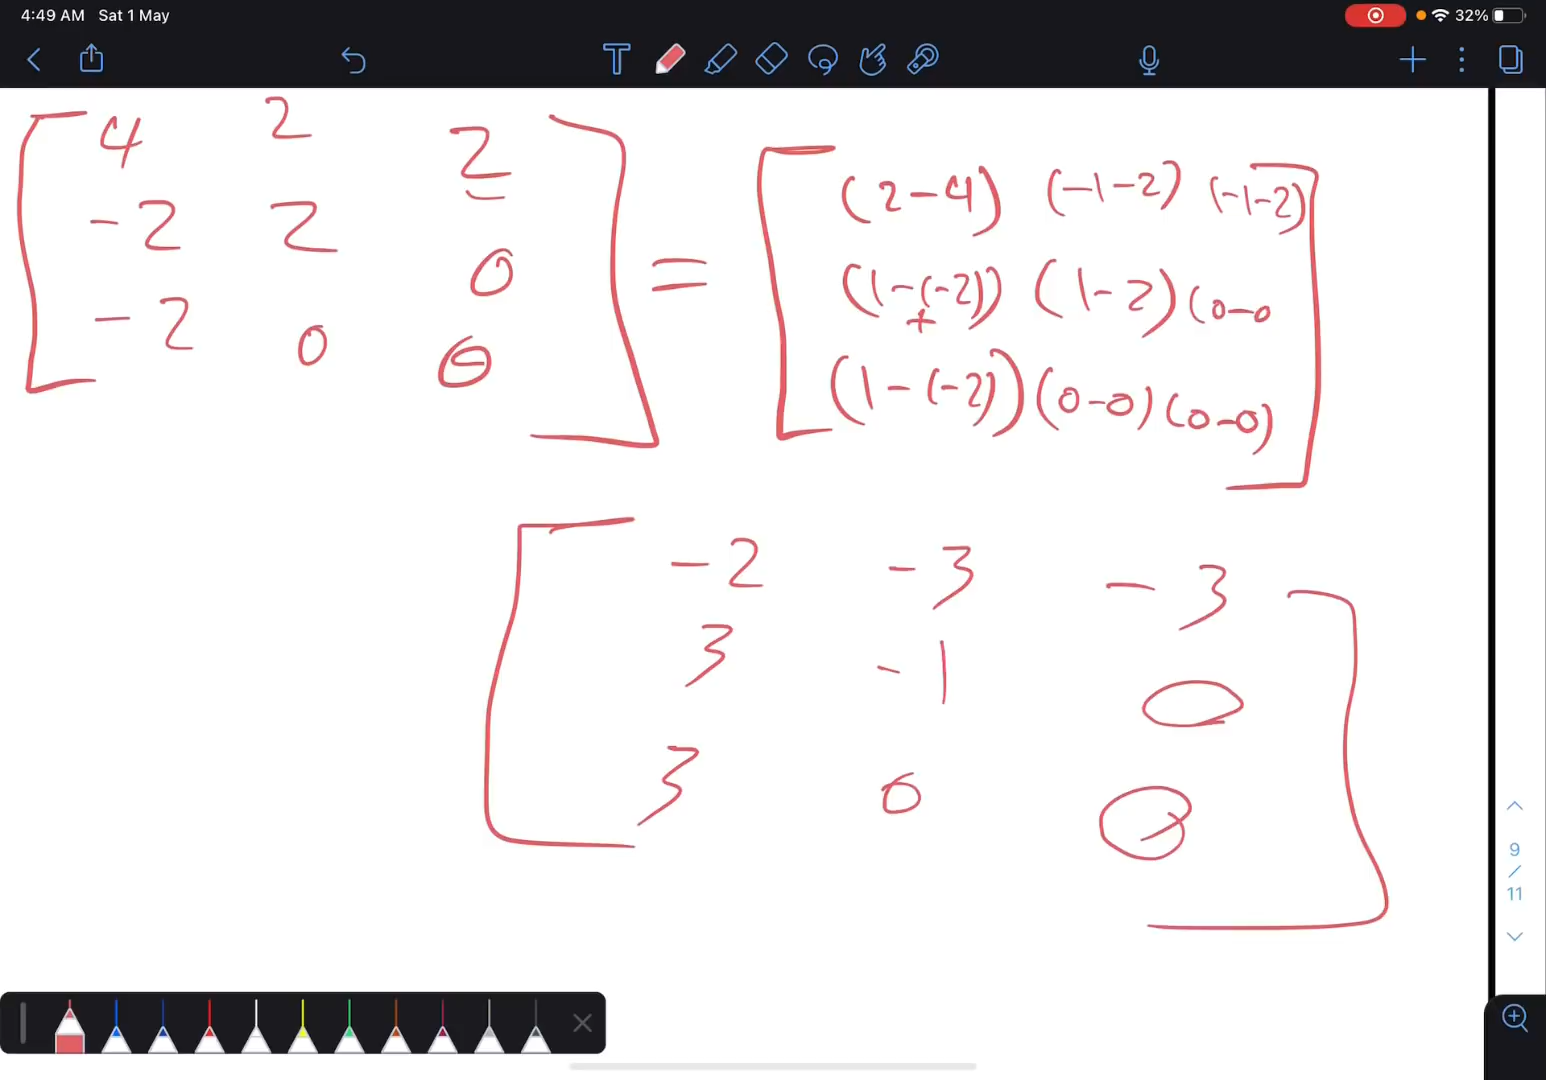 4:49 AM Sat 1 May
32%
T
4 2 2
-2 2 0
-2 0 0
=
(2-4) (-1-2) (-1-2)
(1-(-2)) (1-2) (0-0
+
(1-(-2)) (0-0) (0-0)
-2 -3 -3
3 -1 0
3 0 0
9
/
11